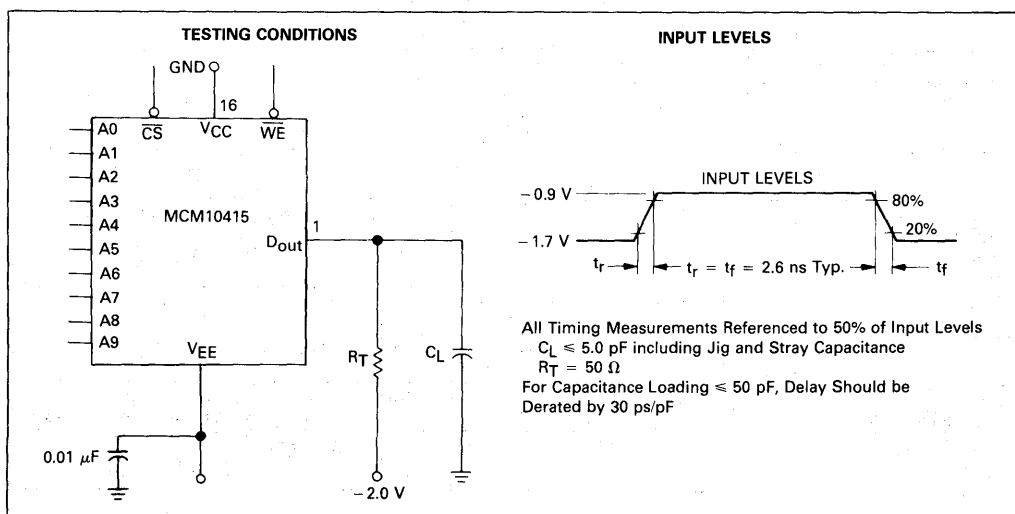 TESTING CONDITIONS
INPUT LEVELS
GND
16
CS
VCC
WE
A0
A1
A2
A3
A4
A5
A6
A7
A8
A9
MCM10415
1
Dout
VEE
RT
CL
0.01 μF
−2.0 V
INPUT LEVELS
−0.9 V
80%
−1.7 V
20%
tr
tr = tf = 2.6 ns Typ.
tf
All Timing Measurements Referenced to 50% of Input Levels
CL ≤ 5.0 pF including Jig and Stray Capacitance
RT = 50 Ω
For Capacitance Loading ≤ 50 pF, Delay Should be
Derated by 30 ps/pF